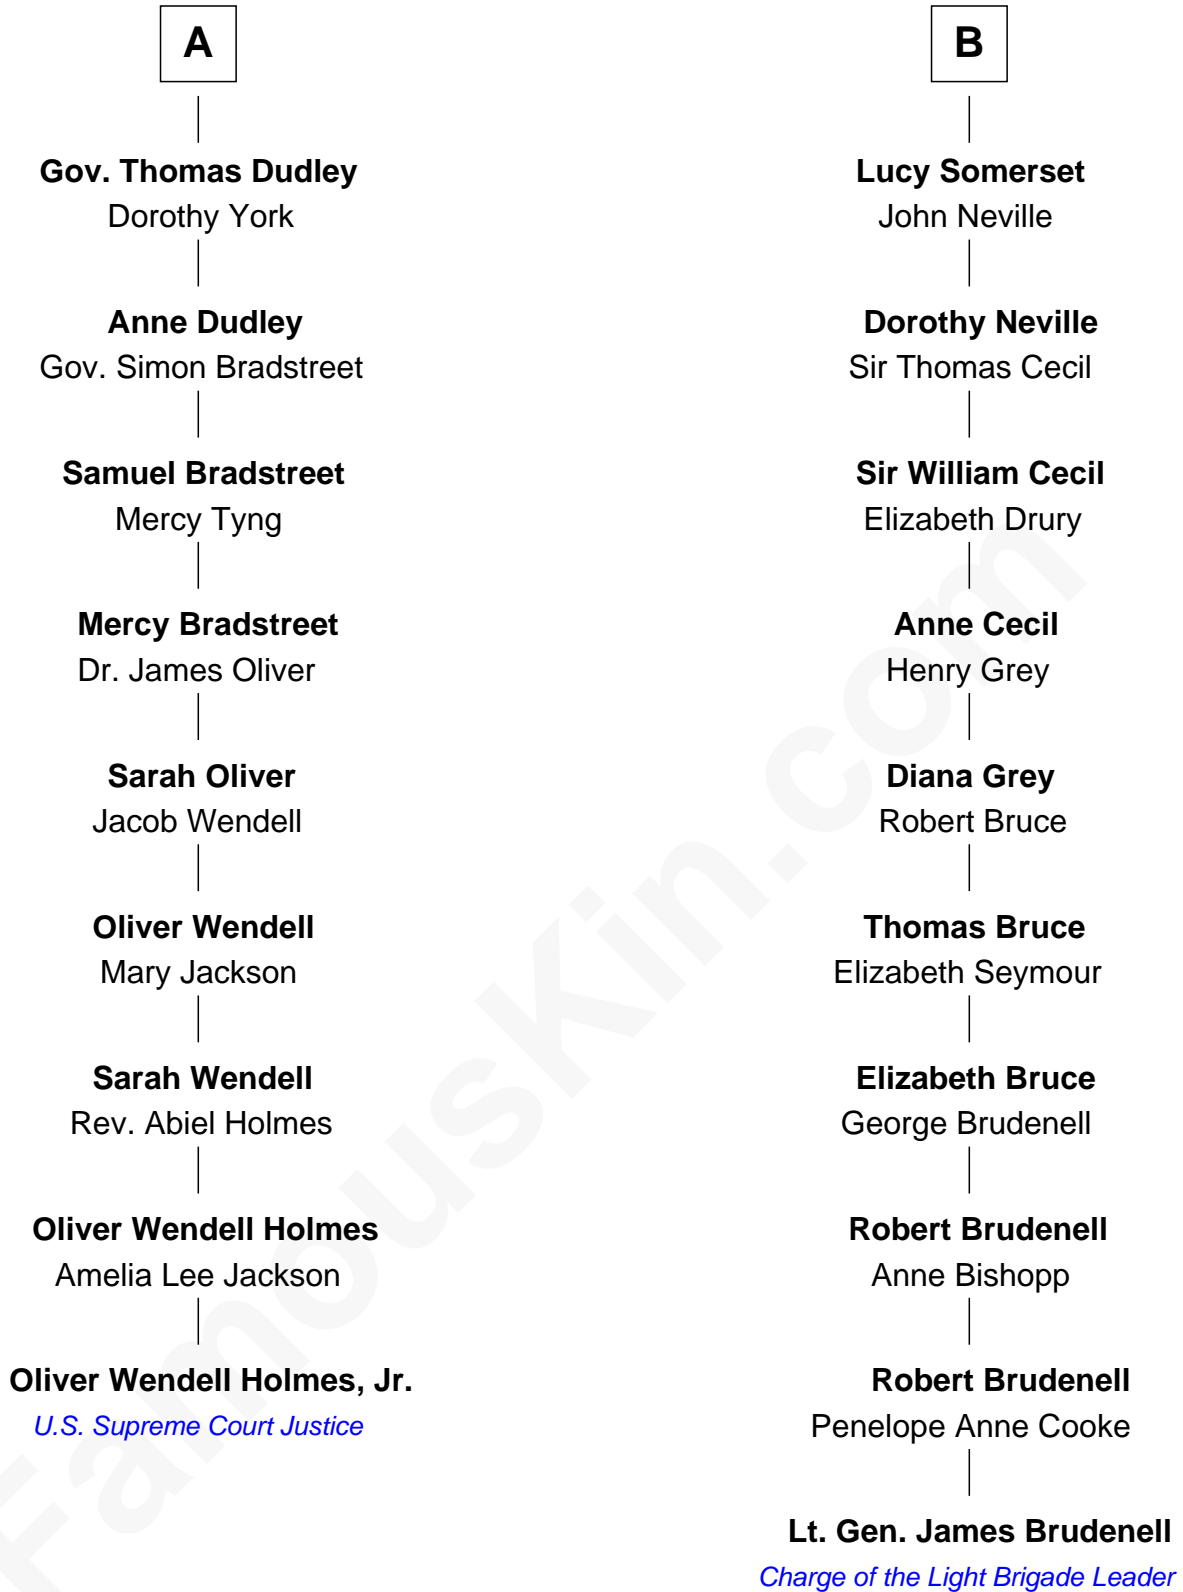 A
Gov. Thomas Dudley
Dorothy York
Anne Dudley
Gov. Simon Bradstreet
Samuel Bradstreet
Mercy Tyng
Mercy Bradstreet
Dr. James Oliver
Sarah Oliver
Jacob Wendell
Oliver Wendell
Mary Jackson
Sarah Wendell
Rev. Abiel Holmes
Oliver Wendell Holmes
Amelia Lee Jackson
Oliver Wendell Holmes, Jr.
U.S. Supreme Court Justice
B
Lucy Somerset
John Neville
Dorothy Neville
Sir Thomas Cecil
Sir William Cecil
Elizabeth Drury
Anne Cecil
Henry Grey
Diana Grey
Robert Bruce
Thomas Bruce
Elizabeth Seymour
Elizabeth Bruce
George Brudenell
Robert Brudenell
Anne Bishopp
Robert Brudenell
Penelope Anne Cooke
Lt. Gen. James Brudenell
Charge of the Light Brigade Leader
FamousKin.com